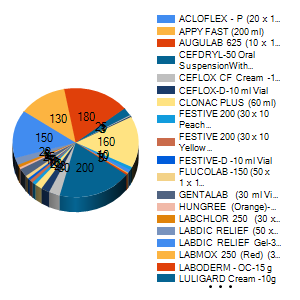 ACLOFLEX - P (20 x 1...
APPY FAST (200 ml)
AUGULAB 625 (10 x 1...
CEFDRYL-50 Oral
SuspensionWith...
CEFLOX CF Cream -1...
CEFLOX-D-10 ml Vial
CLONAC PLUS (60 ml)
FESTIVE 200 (30 x 10
Peach...
FESTIVE 200 (30 x 10
Yellow...
FESTIVE-D -10 ml Vial
FLUCOLAB -150 (50 x
1 x 1...
GENTALAB (30 ml Vi...
HUNGREE (Orange)-...
LABCHLOR 250 (30 x...
LABDIC RELIEF (50 x...
LABDIC RELIEF Gel-3...
LABMOX 250 (Red) (3...
LABODERM - OC-15 g
LULIGARD Cream -10g
• • •
130
180
150
160
200